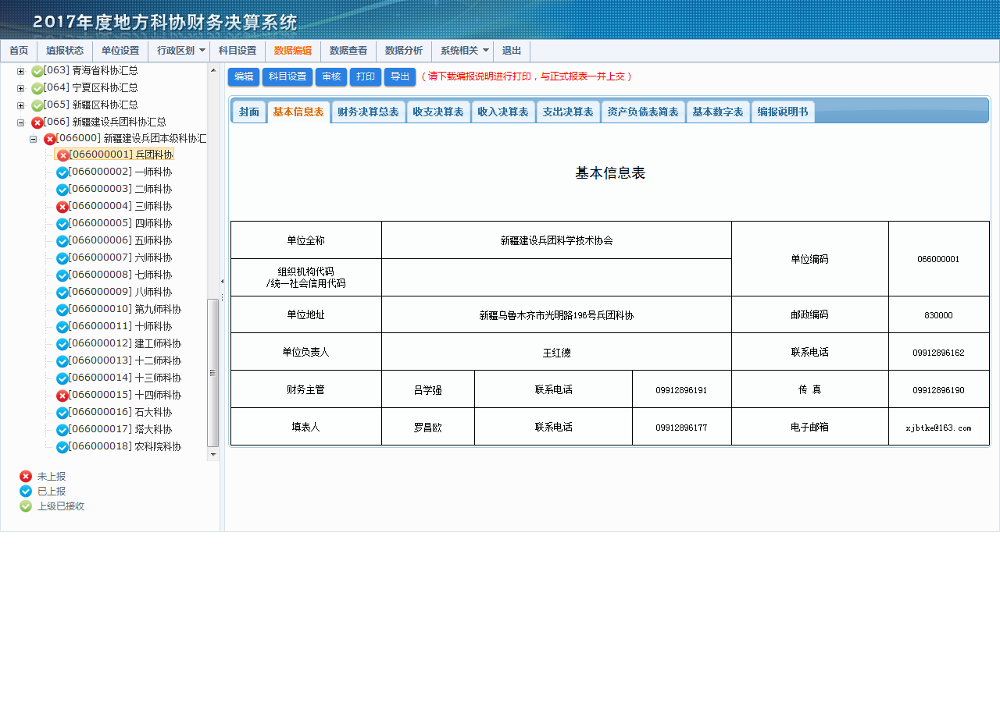 2017年度地方科协财务决算系统
首页 填报状态 单位设置 行政区划 科目设置 数据编辑 数据查看 数据分析 系统相关 退出
[063] 青海省科协汇总
[064] 宁夏区科协汇总
[065] 新疆区科协汇总
[066] 新疆建设兵团科协汇总
[066000] 新疆建设兵团本级科协汇
[066000001] 兵团科协
[066000002] 一师科协
[066000003] 二师科协
[066000004] 三师科协
[066000005] 四师科协
[066000006] 五师科协
[066000007] 六师科协
[066000008] 七师科协
[066000009] 八师科协
[066000010] 第九师科协
[066000011] 十师科协
[066000012] 建工师科协
[066000013] 十二师科协
[066000014] 十三师科协
[066000015] 十四师科协
[066000016] 石大科协
[066000017] 塔大科协
[066000018] 农科院科协
未上报
已上报
上级已接收
编辑 科目设置 审核 打印 导出 (请下载编报说明进行打印，与正式报表一并上交)
封面 基本信息表 财务决算总表 收支决算表 收入决算表 支出决算表 资产负债表简表 基本数字表 编报说明书
基本信息表
单位全称 新疆建设兵团科学技术协会 单位编码 066000001
组织机构代码
/统一社会信用代码
单位地址 新疆乌鲁木齐市光明路196号兵团科协 邮政编码 830000
单位负责人 王红德 联系电话 09912896162
财务主管 吕学强 联系电话 09912896191 传 真 09912896190
填表人 罗昌欧 联系电话 09912896177 电子邮箱 xjbtke@163.com